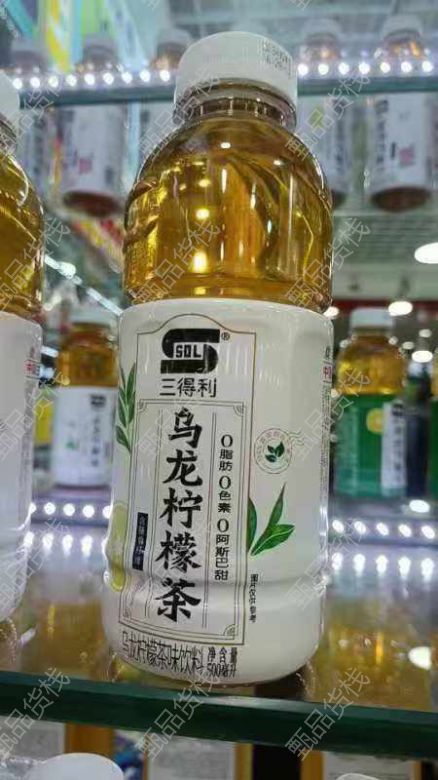 SDL®
三得利
乌龙柠檬茶
0脂肪0色素0阿斯巴甜
图片仅供参考
乌龙柠檬茶味饮料
净含量
500毫升
甄品货栈